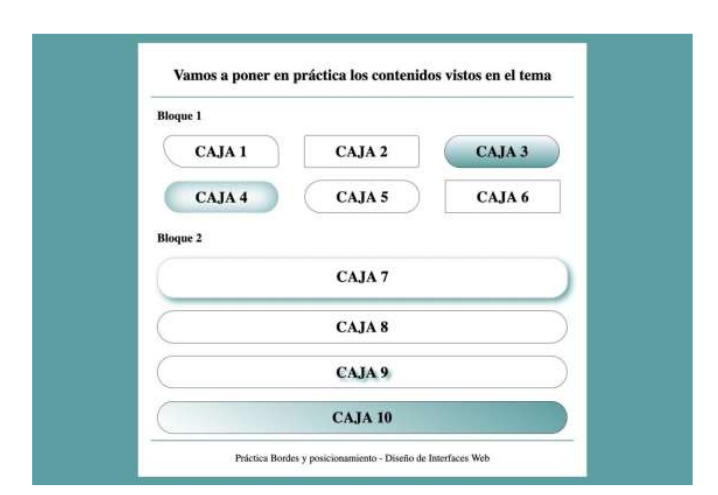 Vamos a poner en práctica los contenidos vistos en el tema
Bloque 1
CAJA 1
CAJA 2
CAJA 3
CAJA 4
CAJA 5
CAJA 6
Bloque 2
CAJA 7
CAJA 8
CAJA 9
CAJA 10
Práctica Bordes y posicionamiento - Diseño de Interfaces Web